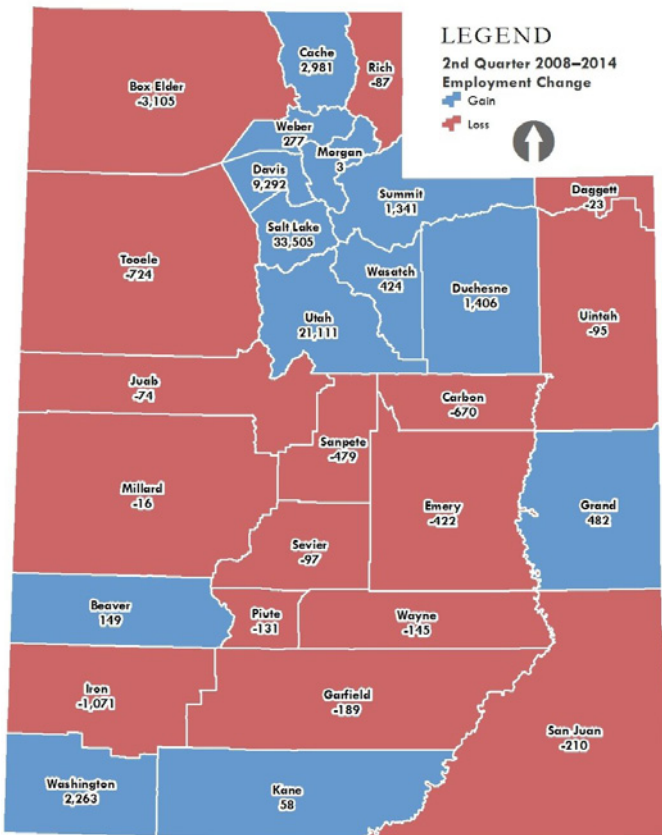 LEGEND
2nd Quarter 2008–2014
Employment Change
Gain
Loss
Cache
2,981
Rich
-87
Box Elder
-3,105
Weber
277
Morgan
3
Davis
9,292
Summit
1,341
Daggett
-23
Salt Lake
33,505
Tooele
-724
Wasatch
424
Duchesne
1,406
Utah
21,111
Uintah
-95
Juab
-74
Carbon
-670
Sanpete
-479
Millard
-16
Emery
-422
Grand
482
Sevier
-97
Beaver
149
Piute
-131
Wayne
-145
Iron
-1,071
Garfield
-189
San Juan
-210
Washington
2,263
Kane
58